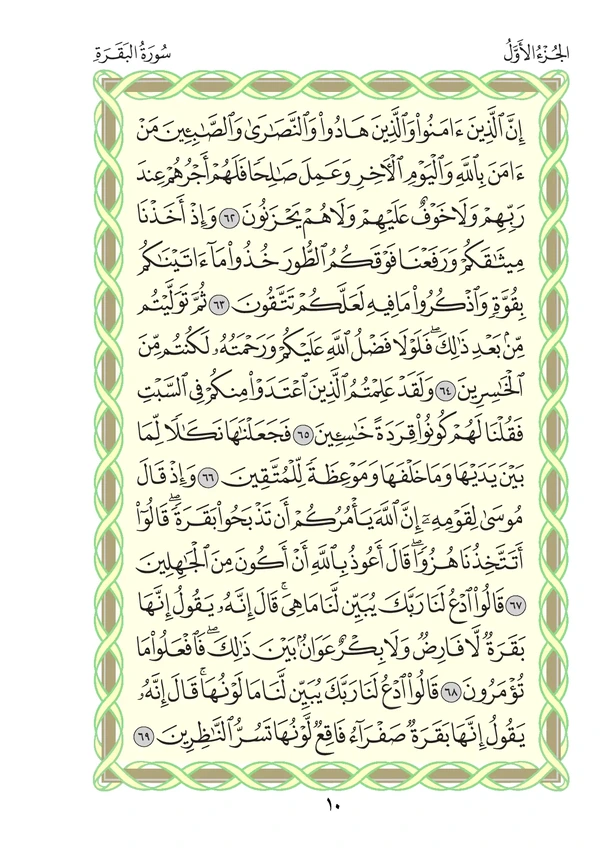 الجُزْءُ الأَوَّلُ
سُورَةُ البَقَرَةِ
إِنَّ ٱلَّذِينَ ءَامَنُوا۟ وَٱلَّذِينَ هَادُوا۟ وَٱلنَّصَـٰرَىٰ وَٱلصَّـٰبِـِٔينَ مَنْ
ءَامَنَ بِٱللَّهِ وَٱلْيَوْمِ ٱلْـَٔاخِرِ وَعَمِلَ صَـٰلِحًا فَلَهُمْ أَجْرُهُمْ عِندَ
رَبِّهِمْ وَلَا خَوْفٌ عَلَيْهِمْ وَلَا هُمْ يَحْزَنُونَ ٦٢ وَإِذْ أَخَذْنَا
مِيثَـٰقَكُمْ وَرَفَعْنَا فَوْقَكُمُ ٱلطُّورَ خُذُوا۟ مَآ ءَاتَيْنَـٰكُم
بِقُوَّةٍ وَٱذْكُرُوا۟ مَا فِيهِ لَعَلَّكُمْ تَتَّقُونَ ٦٣ ثُمَّ تَوَلَّيْتُم
مِّنۢ بَعْدِ ذَٰلِكَ ۖ فَلَوْلَا فَضْلُ ٱللَّهِ عَلَيْكُمْ وَرَحْمَتُهُۥ لَكُنتُم مِّنَ
ٱلْخَـٰسِرِينَ ٦٤ وَلَقَدْ عَلِمْتُمُ ٱلَّذِينَ ٱعْتَدَوْا۟ مِنكُمْ فِى ٱلسَّبْتِ
فَقُلْنَا لَهُمْ كُونُوا۟ قِرَدَةً خَـٰسِـِٔينَ ٦٥ فَجَعَلْنَـٰهَا نَكَـٰلًا لِّمَا
بَيْنَ يَدَيْهَا وَمَا خَلْفَهَا وَمَوْعِظَةً لِّلْمُتَّقِينَ ٦٦ وَإِذْ قَالَ
مُوسَىٰ لِقَوْمِهِۦٓ إِنَّ ٱللَّهَ يَأْمُرُكُمْ أَن تَذْبَحُوا۟ بَقَرَةً ۖ قَالُوٓا۟
أَتَتَّخِذُنَا هُزُوًا ۖ قَالَ أَعُوذُ بِٱللَّهِ أَنْ أَكُونَ مِنَ ٱلْجَـٰهِلِينَ
٦٧ قَالُوا۟ ٱدْعُ لَنَا رَبَّكَ يُبَيِّن لَّنَا مَا هِىَ ۚ قَالَ إِنَّهُۥ يَقُولُ إِنَّهَا
بَقَرَةٌ لَّا فَارِضٌ وَلَا بِكْرٌ عَوَانٌۢ بَيْنَ ذَٰلِكَ ۖ فَٱفْعَلُوا۟ مَا
تُؤْمَرُونَ ٦٨ قَالُوا۟ ٱدْعُ لَنَا رَبَّكَ يُبَيِّن لَّنَا مَا لَوْنُهَا ۚ قَالَ إِنَّهُۥ
يَقُولُ إِنَّهَا بَقَرَةٌ صَفْرَآءُ فَاقِعٌ لَّوْنُهَا تَسُرُّ ٱلنَّـٰظِرِينَ ٦٩
١٠